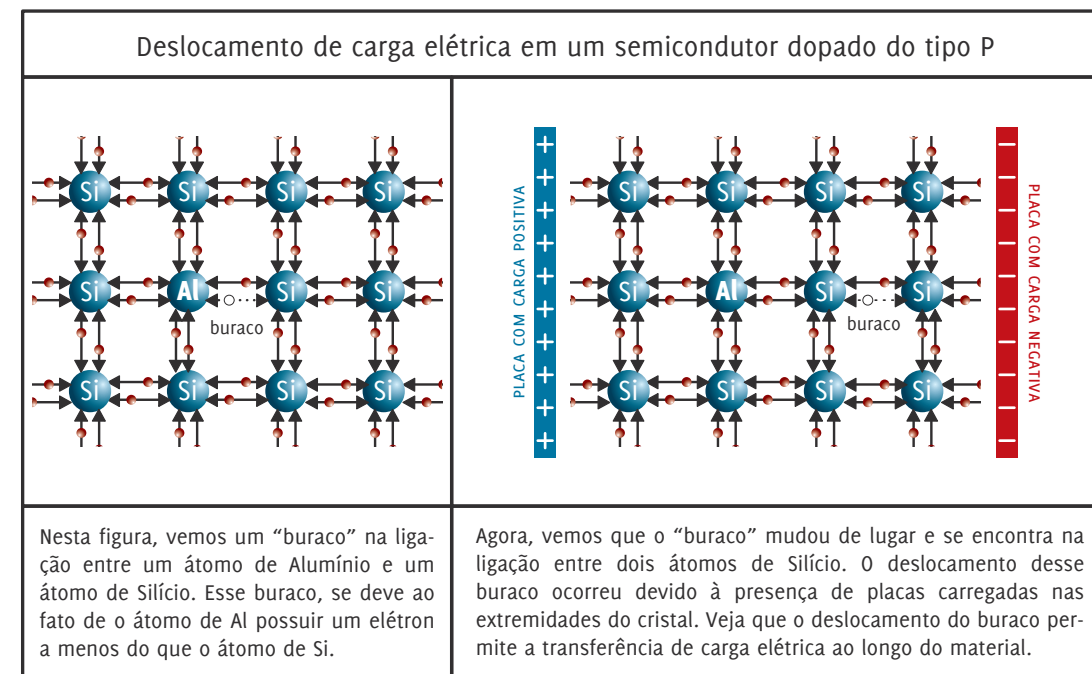 Deslocamento de carga elétrica em um semicondutor dopado do tipo P
Si Si Si Si
Si Al Si Si
buraco
Si Si Si Si
PLACA COM CARGA POSITIVA
+ + + + + + + + + +
Si Si Si Si
Si Al Si Si
buraco
Si Si Si Si
− − − − − − − − − −
PLACA COM CARGA NEGATIVA
Nesta figura, vemos um “buraco” na liga-
ção entre um átomo de Alumínio e um
átomo de Silício. Esse buraco, se deve ao
fato de o átomo de Al possuir um elétron
a menos do que o átomo de Si.
Agora, vemos que o “buraco” mudou de lugar e se encontra na
ligação entre dois átomos de Silício. O deslocamento desse
buraco ocorreu devido à presença de placas carregadas nas
extremidades do cristal. Veja que o deslocamento do buraco per-
mite a transferência de carga elétrica ao longo do material.